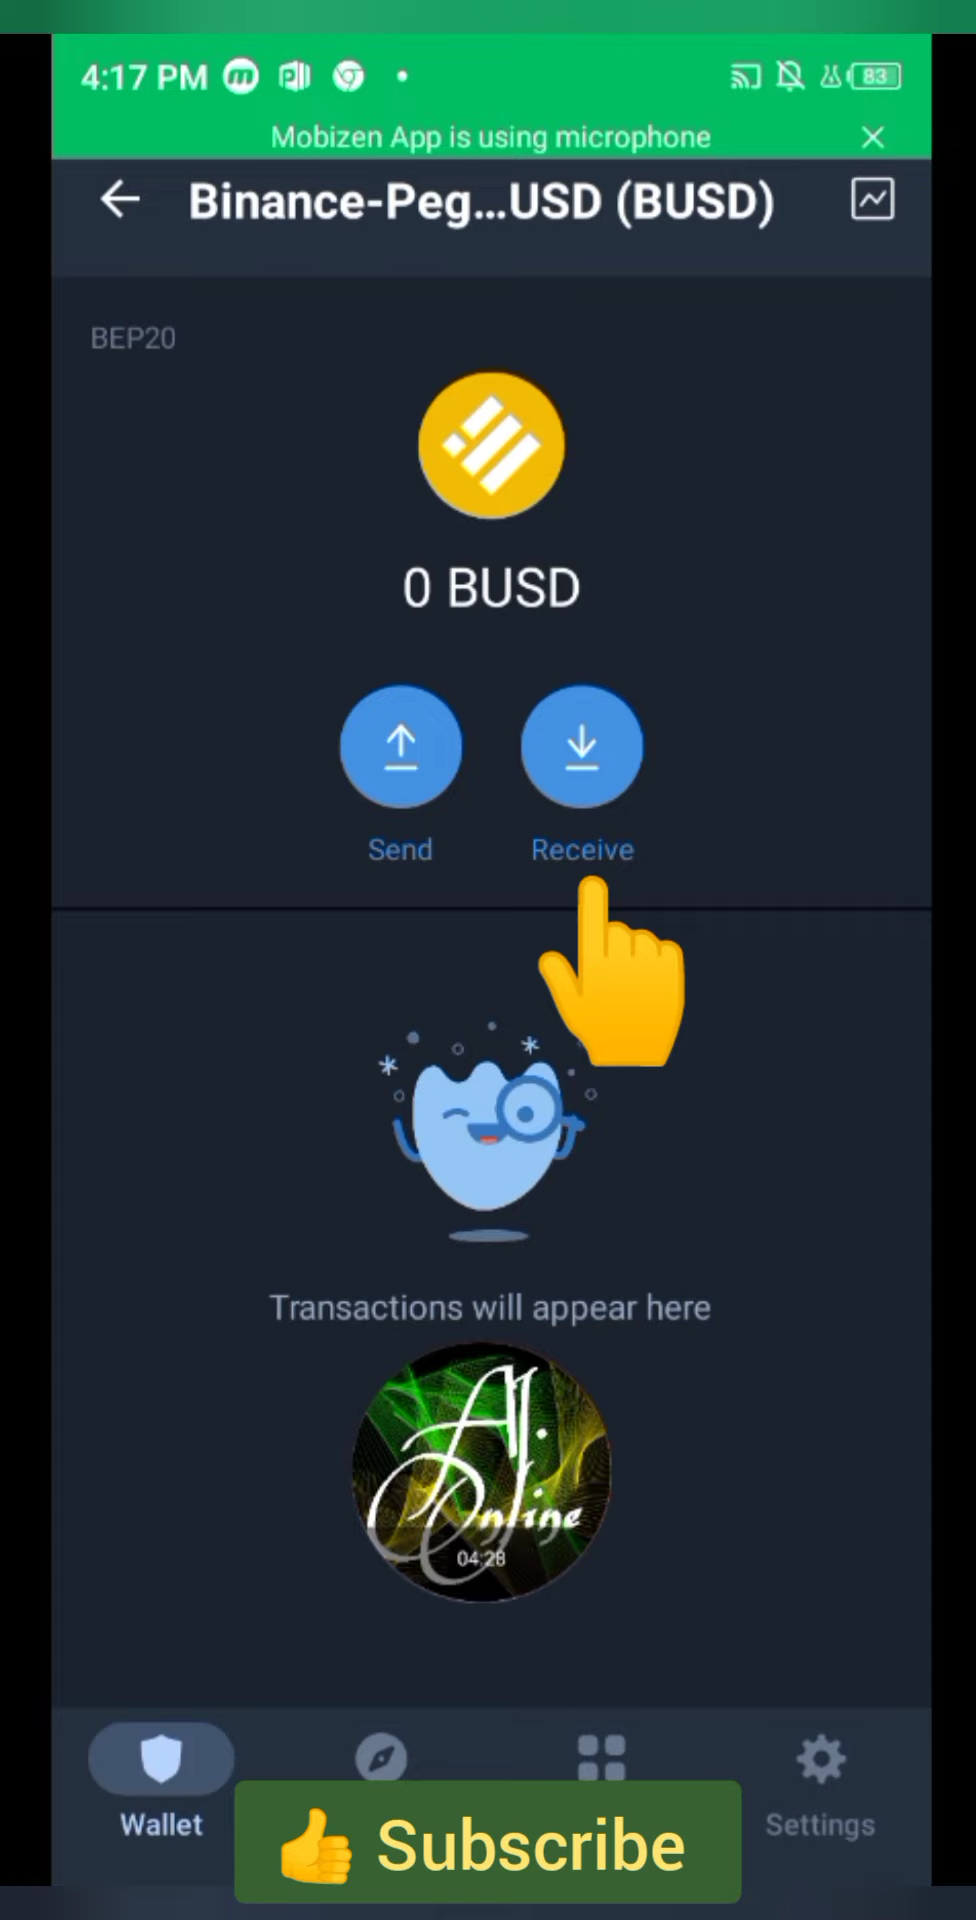 4:17 PM
83
Mobizen App is using microphone
Binance-Peg...USD (BUSD)
BEP20
0 BUSD
Send
Receive
Transactions will appear here
Ali
Online
04:28
Wallet
Settings
Subscribe